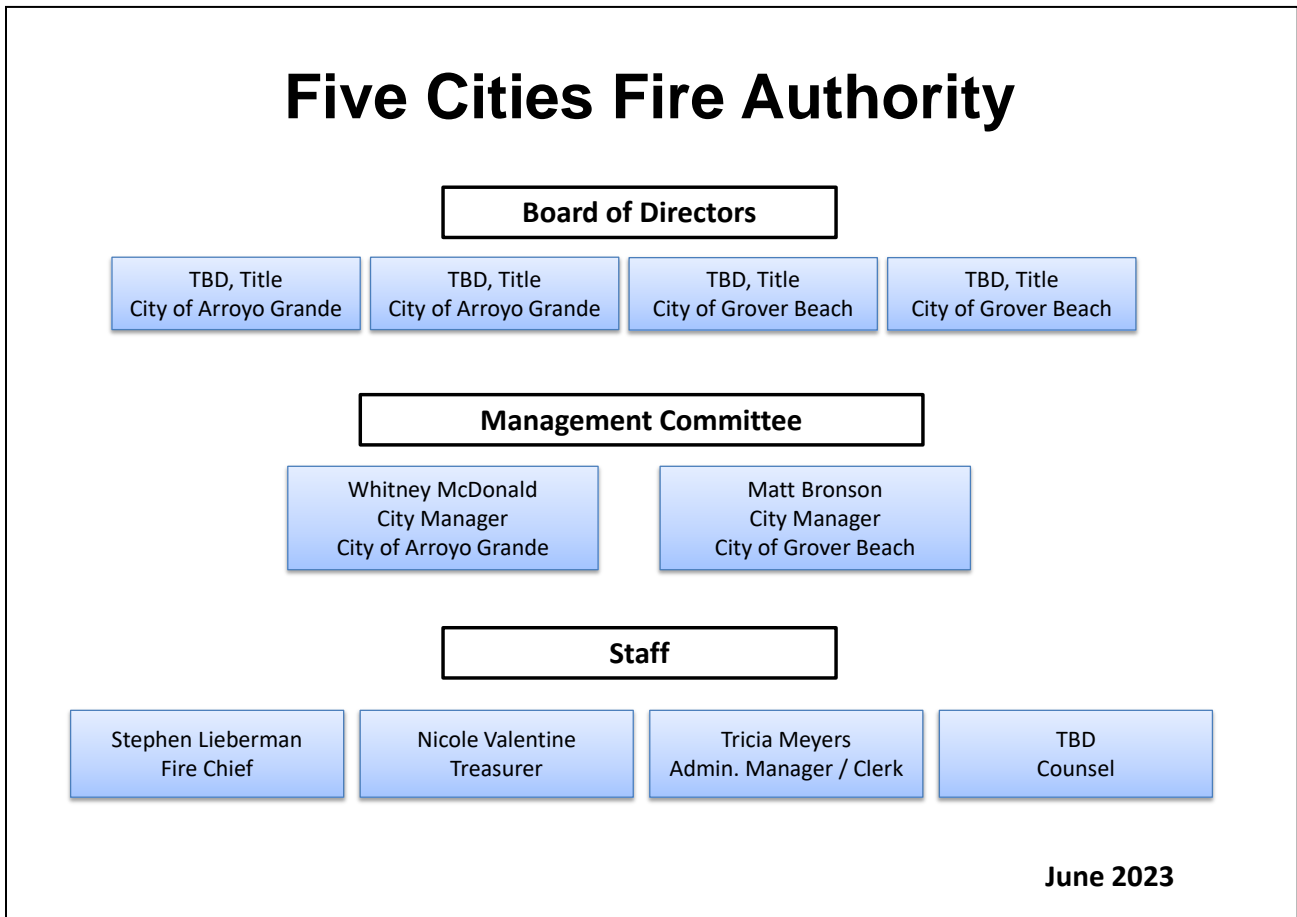 Five Cities Fire Authority
Board of Directors
TBD, Title
City of Arroyo Grande
TBD, Title
City of Arroyo Grande
TBD, Title
City of Grover Beach
TBD, Title
City of Grover Beach
Management Committee
Whitney McDonald
City Manager
City of Arroyo Grande
Matt Bronson
City Manager
City of Grover Beach
Staff
Stephen Lieberman
Fire Chief
Nicole Valentine
Treasurer
Tricia Meyers
Admin. Manager / Clerk
TBD
Counsel
June 2023